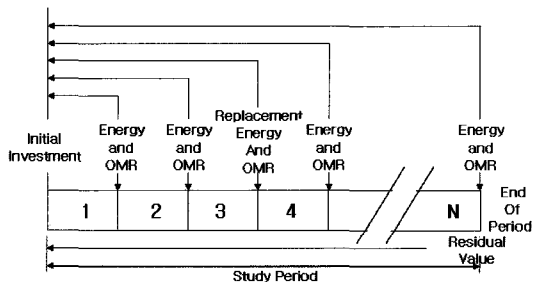 Initial
Investment
Energy
and
OMR
Energy
and
OMR
Replacement
Energy
And
OMR
Energy
and
OMR
Energy
and
OMR
1 2 3 4 N
End
Of
Period
Residual
Value
Study Period